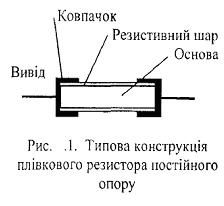 Ковпачок
Резистивний шар
Основа
Вивід
Рис. .1. Типова конструкція
плівкового резистора постійного
опору